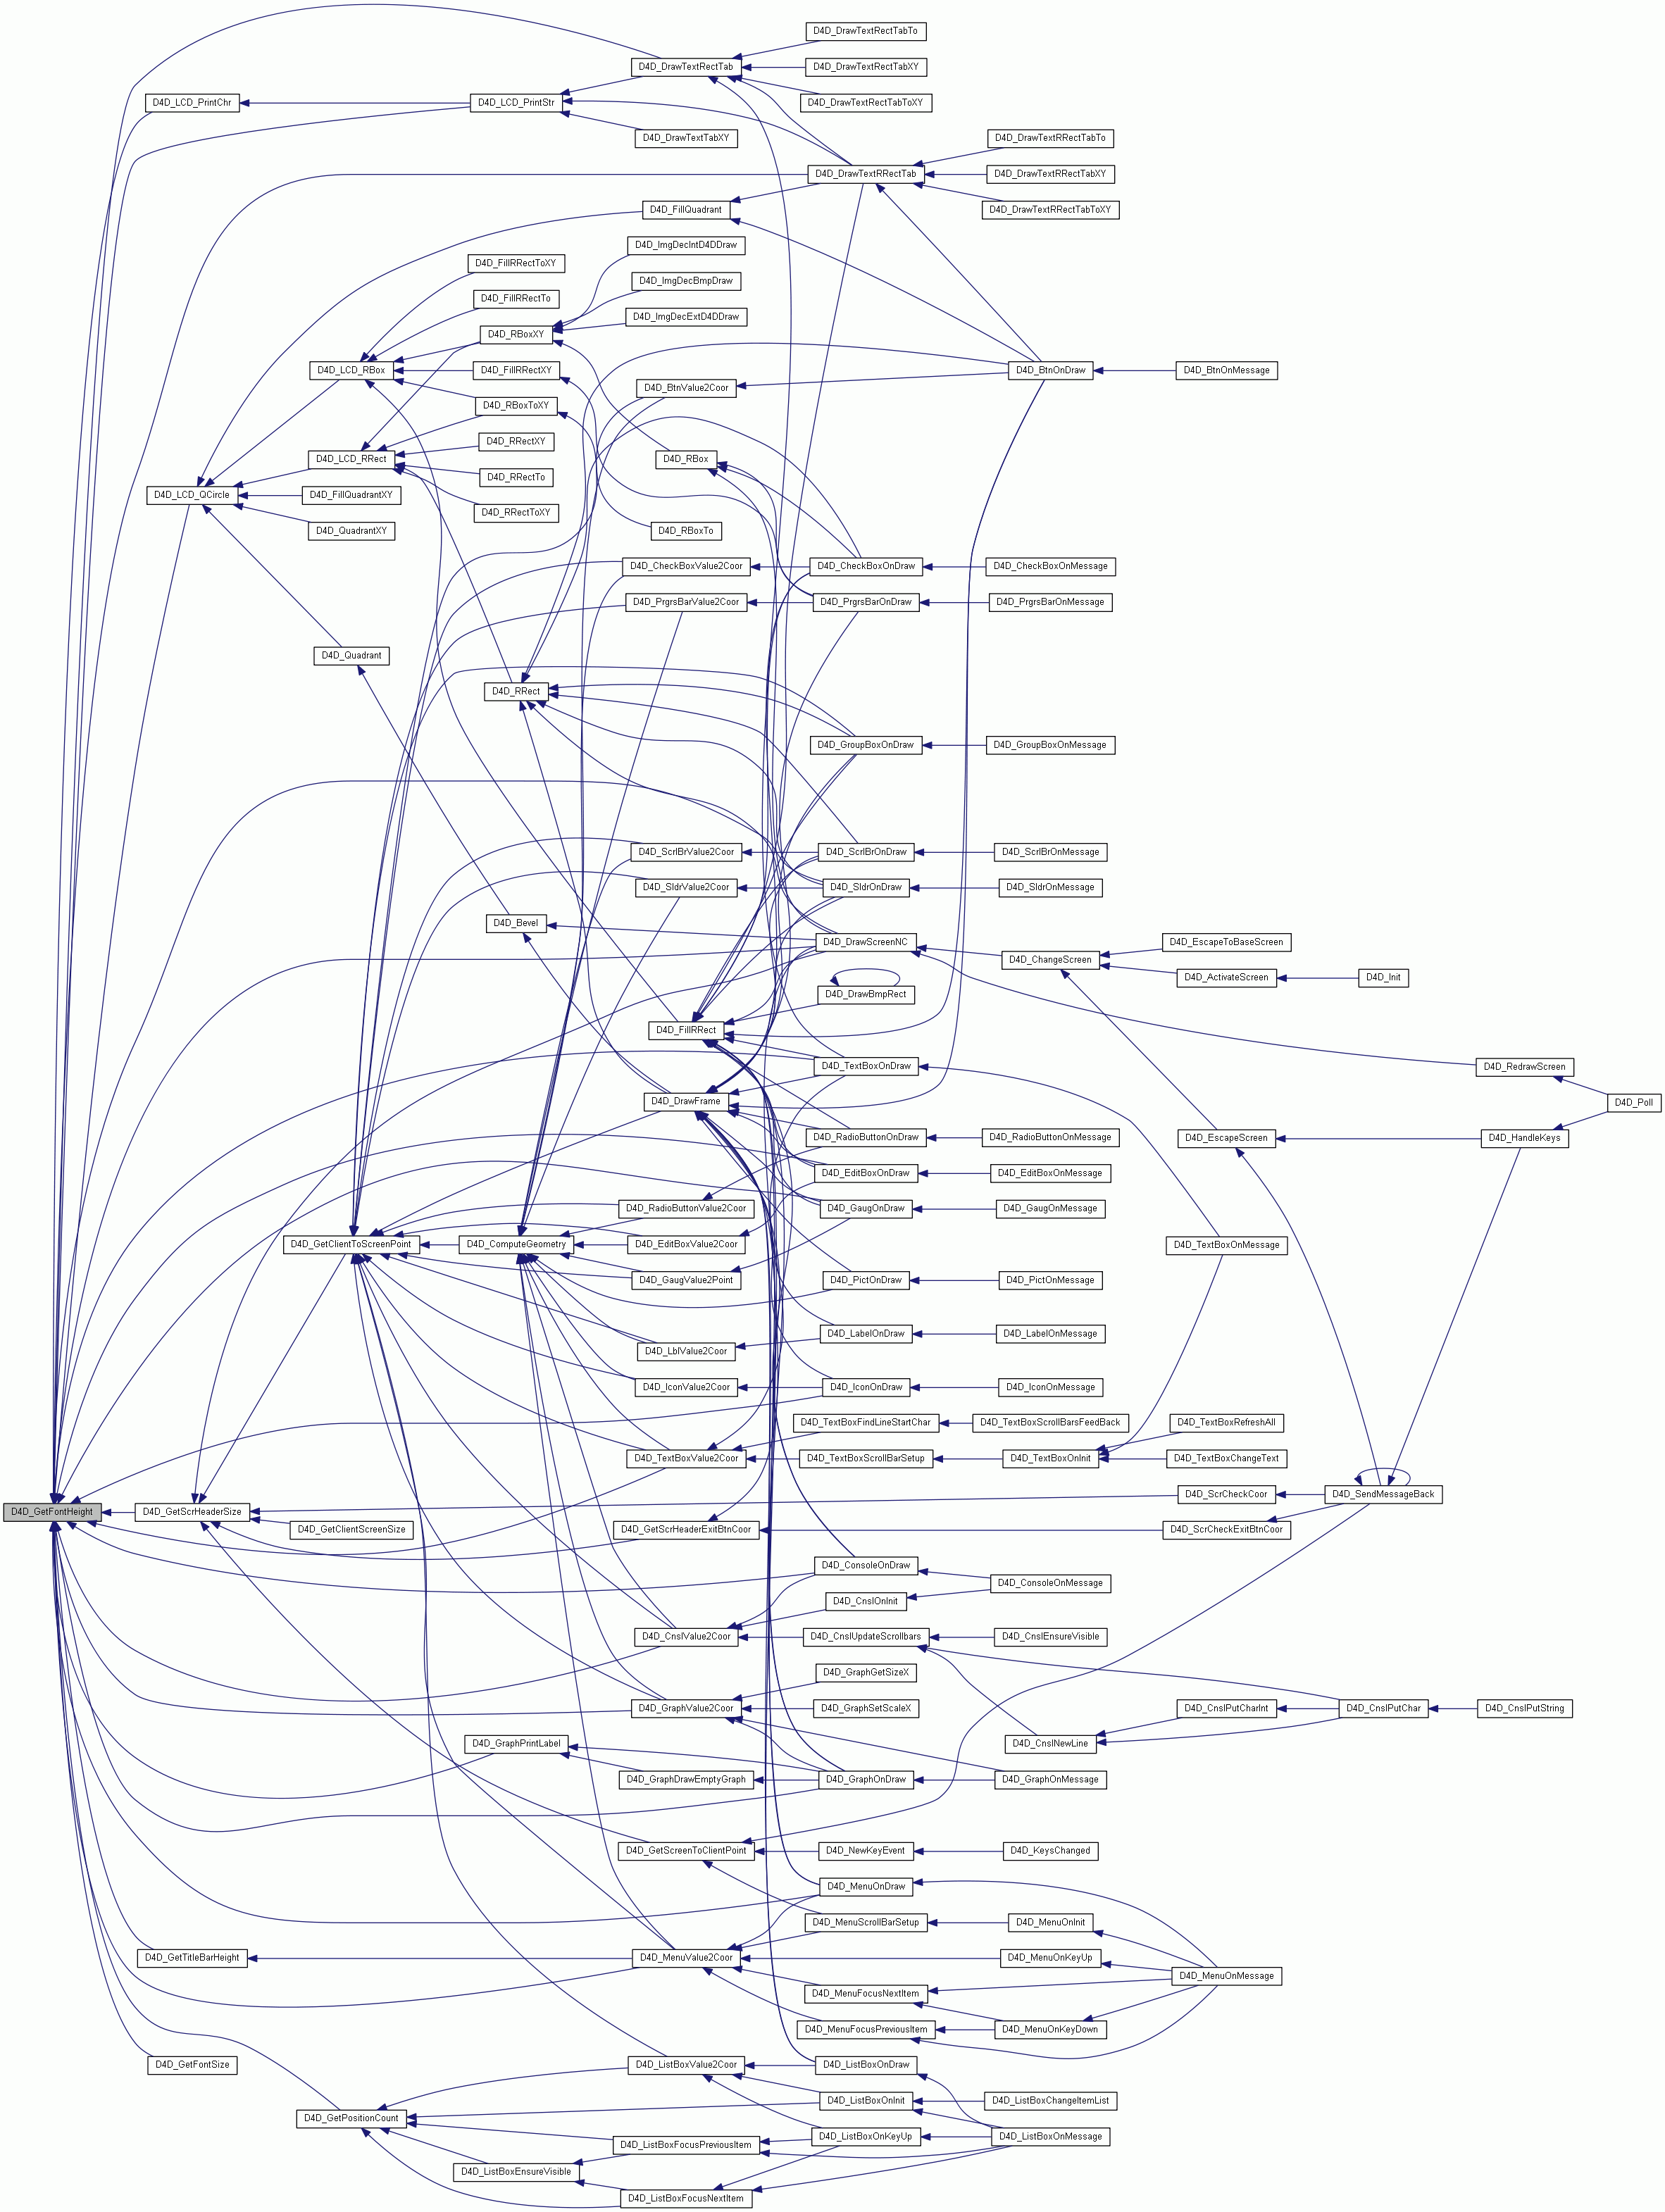 D4D_DrawTextRectTabTo
D4D_DrawTextRectTab
D4D_DrawTextRectTabXY
D4D_LCD_PrintChr
D4D_LCD_PrintStr
D4D_DrawTextRectTabToXY
D4D_DrawTextTabXY
D4D_DrawTextRRectTabTo
D4D_DrawTextRRectTab
D4D_DrawTextRRectTabXY
D4D_FillQuadrant
D4D_DrawTextRRectTabToXY
D4D_ImgDecIntD4DDraw
D4D_FillRRectToXY
D4D_ImgDecBmpDraw
D4D_FillRRectTo
D4D_ImgDecExtD4DDraw
D4D_RBoxXY
D4D_LCD_RBox
D4D_FillRRectXY
D4D_BtnOnDraw
D4D_BtnOnMessage
D4D_BtnValue2Coor
D4D_RBoxToXY
D4D_RRectXY
D4D_LCD_RRect
D4D_RBox
D4D_RRectTo
D4D_LCD_QCircle
D4D_FillQuadrantXY
D4D_RRectToXY
D4D_QuadrantXY
D4D_RBoxTo
D4D_CheckBoxValue2Coor
D4D_CheckBoxOnDraw
D4D_CheckBoxOnMessage
D4D_PrgrsBarValue2Coor
D4D_PrgrsBarOnDraw
D4D_PrgrsBarOnMessage
D4D_Quadrant
D4D_RRect
D4D_GroupBoxOnDraw
D4D_GroupBoxOnMessage
D4D_ScrlBrValue2Coor
D4D_ScrlBrOnDraw
D4D_ScrlBrOnMessage
D4D_SldrValue2Coor
D4D_SldrOnDraw
D4D_SldrOnMessage
D4D_Bevel
D4D_DrawScreenNC
D4D_EscapeToBaseScreen
D4D_ChangeScreen
D4D_ActivateScreen
D4D_Init
D4D_DrawBmpRect
D4D_FillRRect
D4D_TextBoxOnDraw
D4D_RedrawScreen
D4D_DrawFrame
D4D_Poll
D4D_RadioButtonOnDraw
D4D_RadioButtonOnMessage
D4D_EscapeScreen
D4D_HandleKeys
D4D_EditBoxOnDraw
D4D_EditBoxOnMessage
D4D_RadioButtonValue2Coor
D4D_GaugOnDraw
D4D_GaugOnMessage
D4D_GetClientToScreenPoint
D4D_ComputeGeometry
D4D_EditBoxValue2Coor
D4D_TextBoxOnMessage
D4D_GaugValue2Point
D4D_PictOnDraw
D4D_PictOnMessage
D4D_LabelOnDraw
D4D_LabelOnMessage
D4D_LblValue2Coor
D4D_IconValue2Coor
D4D_IconOnDraw
D4D_IconOnMessage
D4D_TextBoxFindLineStartChar
D4D_TextBoxScrollBarsFeedBack
D4D_TextBoxRefreshAll
D4D_TextBoxValue2Coor
D4D_TextBoxScrollBarSetup
D4D_TextBoxOnInit
D4D_TextBoxChangeText
D4D_ScrCheckCoor
D4D_SendMessageBack
D4D_GetFontHeight
D4D_GetScrHeaderSize
D4D_GetClientScreenSize
D4D_GetScrHeaderExitBtnCoor
D4D_ScrCheckExitBtnCoor
D4D_ConsoleOnDraw
D4D_ConsoleOnMessage
D4D_CnslOnInit
D4D_CnslValue2Coor
D4D_CnslUpdateScrollbars
D4D_CnslEnsureVisible
D4D_GraphGetSizeX
D4D_GraphValue2Coor
D4D_GraphSetScaleX
D4D_CnslPutCharInt
D4D_CnslPutChar
D4D_CnslPutString
D4D_GraphPrintLabel
D4D_CnslNewLine
D4D_GraphDrawEmptyGraph
D4D_GraphOnDraw
D4D_GraphOnMessage
D4D_GetScreenToClientPoint
D4D_NewKeyEvent
D4D_KeysChanged
D4D_MenuOnDraw
D4D_MenuScrollBarSetup
D4D_MenuOnInit
D4D_GetTitleBarHeight
D4D_MenuValue2Coor
D4D_MenuOnKeyUp
D4D_MenuOnMessage
D4D_MenuFocusNextItem
D4D_MenuFocusPreviousItem
D4D_MenuOnKeyDown
D4D_GetFontSize
D4D_ListBoxValue2Coor
D4D_ListBoxOnDraw
D4D_ListBoxOnInit
D4D_ListBoxChangeItemList
D4D_GetPositionCount
D4D_ListBoxOnKeyUp
D4D_ListBoxOnMessage
D4D_ListBoxFocusPreviousItem
D4D_ListBoxEnsureVisible
D4D_ListBoxFocusNextItem